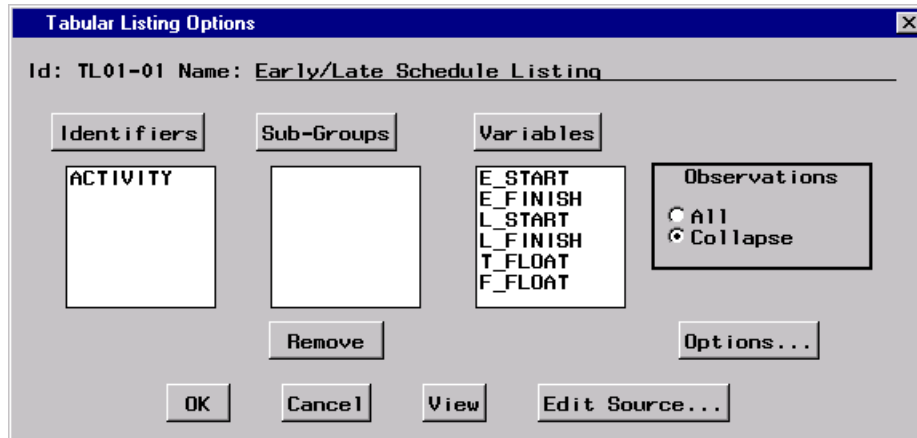 Tabular Listing Options
Id: TL01-01 Name: Early/Late Schedule Listing
Identifiers Sub-Groups Variables
ACTIVITY
E_START
E_FINISH
L_START
L_FINISH
T_FLOAT
F_FLOAT
Observations
All
Collapse
Remove Options...
OK Cancel View Edit Source...